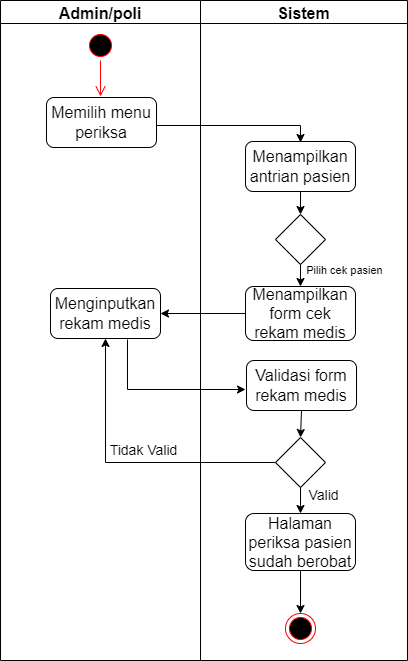 Admin/poli
Sistem
Memilih menu
periksa
Menampilkan
antrian pasien
Pilih cek pasien
Menampilkan
form cek
rekam medis
Menginputkan
rekam medis
Validasi form
rekam medis
Tidak Valid
Valid
Halaman
periksa pasien
sudah berobat